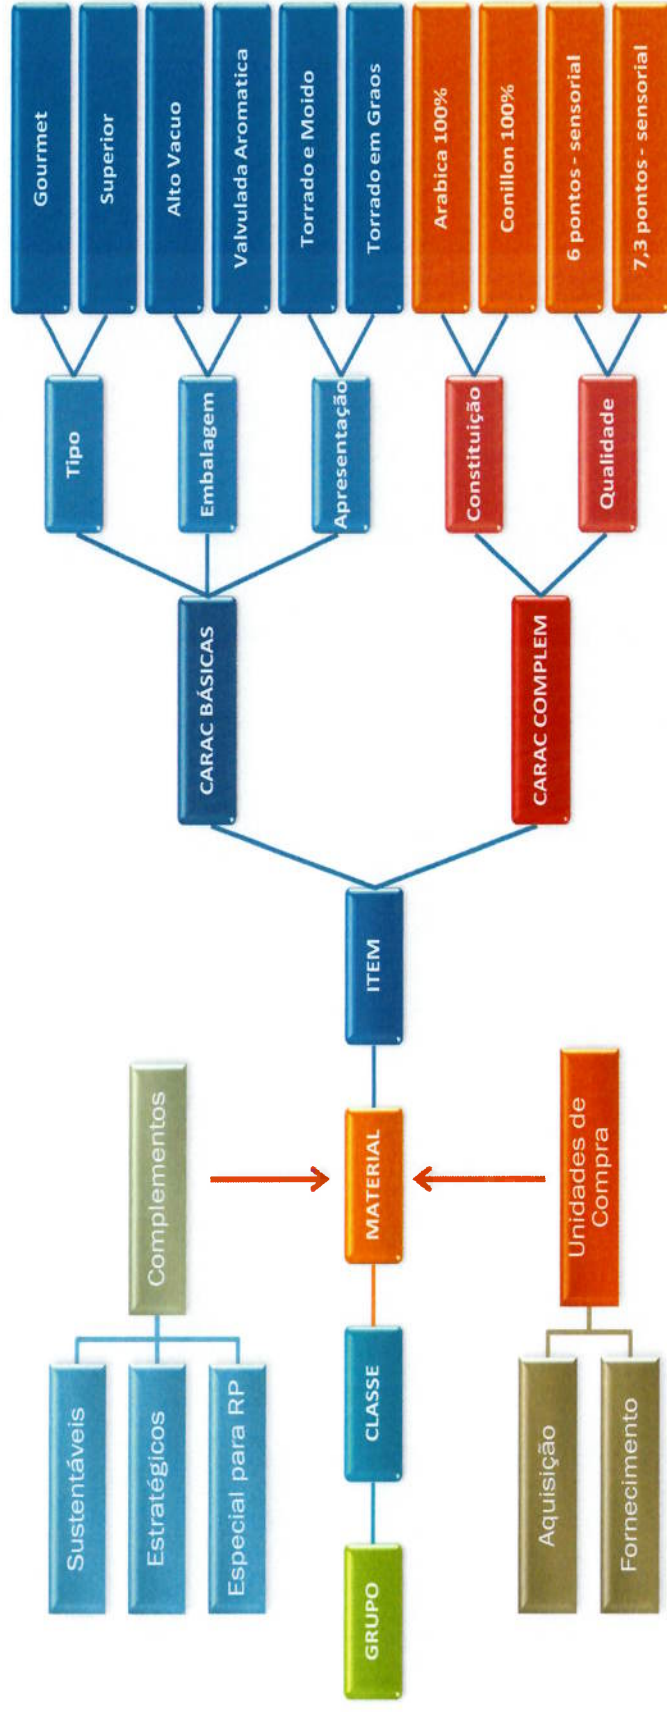 Sustentáveis
Estratégicos
Especial para RP
Complementos
GRUPO
CLASSE
MATERIAL
ITEM
Aquisição
Fornecimento
Unidades de
Compra
CARAC BÁSICAS
CARAC COMPLEM
Tipo
Embalagem
Apresentação
Constituição
Qualidade
Gourmet
Superior
Alto Vacuo
Valvulada Aromatica
Torrado e Moido
Torrado em Graos
Arabica 100%
Conillon 100%
6 pontos - sensorial
7,3 pontos - sensorial